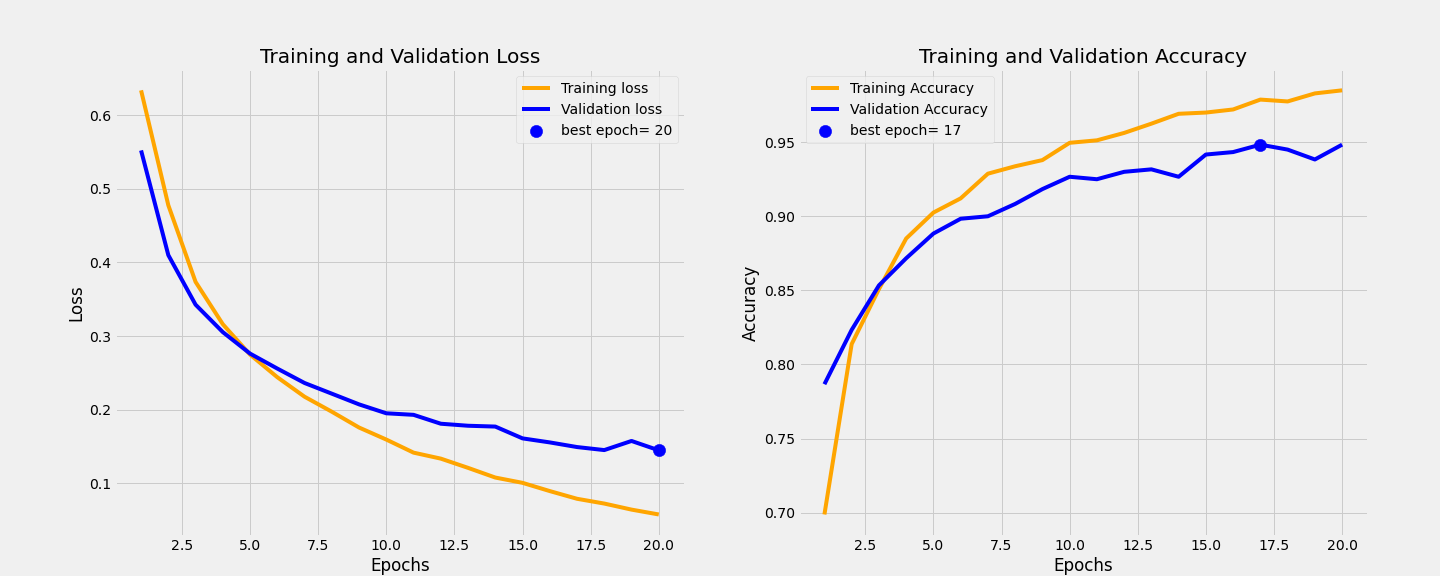 Training and Validation Loss
Training loss
Validation loss
best epoch= 20
Loss
0.6
0.5
0.4
0.3
0.2
0.1
2.5 5.0 7.5 10.0 12.5 15.0 17.5 20.0
Epochs
Training and Validation Accuracy
Training Accuracy
Validation Accuracy
best epoch= 17
Accuracy
0.95
0.90
0.85
0.80
0.75
0.70
2.5 5.0 7.5 10.0 12.5 15.0 17.5 20.0
Epochs